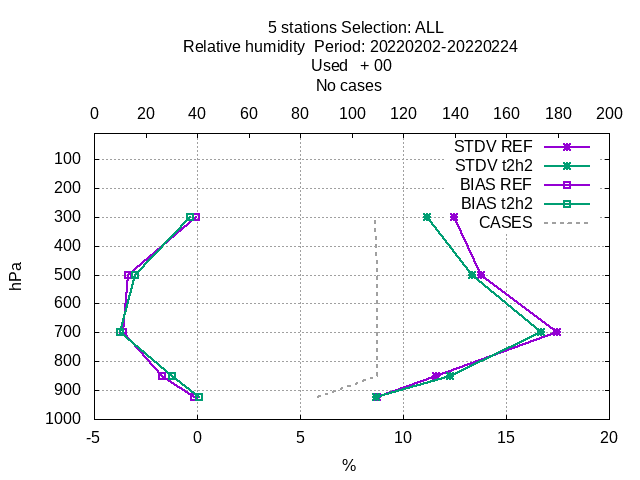 5 stations Selection: ALL
Relative humidity  Period: 20220202-20220224
Used   + 00
No cases
0 20 40 60 80 100 120 140 160 180 200
STDV REF
STDV t2h2
BIAS REF
BIAS t2h2
CASES
100
200
300
400
500
600
700
800
900
1000
hPa
-5 0 5 10 15 20
%